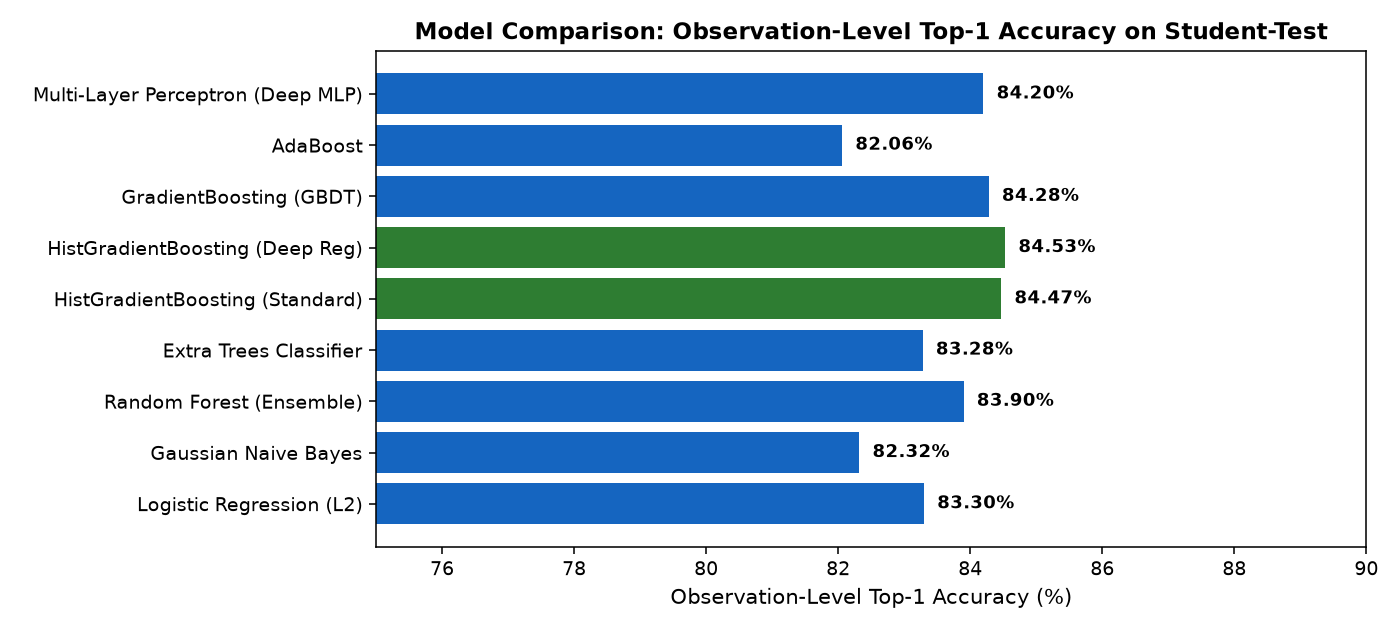 Model Comparison: Observation-Level Top-1 Accuracy on Student-Test
Multi-Layer Perceptron (Deep MLP) 84.20%
AdaBoost 82.06%
GradientBoosting (GBDT) 84.28%
HistGradientBoosting (Deep Reg) 84.53%
HistGradientBoosting (Standard) 84.47%
Extra Trees Classifier 83.28%
Random Forest (Ensemble) 83.90%
Gaussian Naive Bayes 82.32%
Logistic Regression (L2) 83.30%
76 78 80 82 84 86 88 90
Observation-Level Top-1 Accuracy (%)